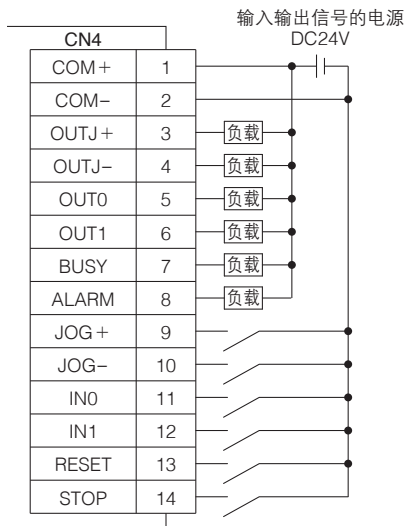 输入输出信号的电源
CN4 DC24V
COM+ 1
COM− 2
OUTJ+ 3 负载
OUTJ− 4 负载
OUT0 5 负载
OUT1 6 负载
BUSY 7 负载
ALARM 8 负载
JOG+ 9
JOG− 10
IN0 11
IN1 12
RESET 13
STOP 14